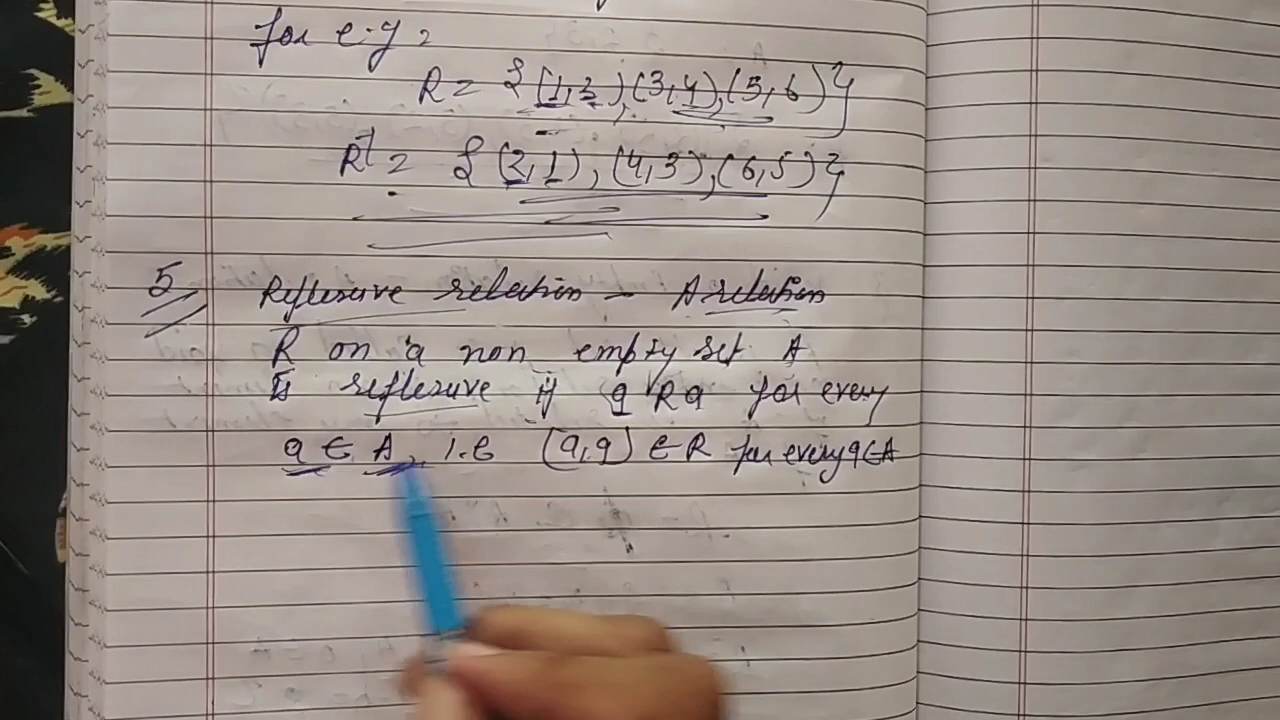 for e.g 2
R = {(1,2),(3,4),(5,6)}
R⁻¹ = {(2,1),(4,3),(6,5)}
5 Reflexive relation - A relation
R on a non empty set A
Is reflexive if a R a for every
a ∈ A, i.e (a,a) ∈ R for every a∈A